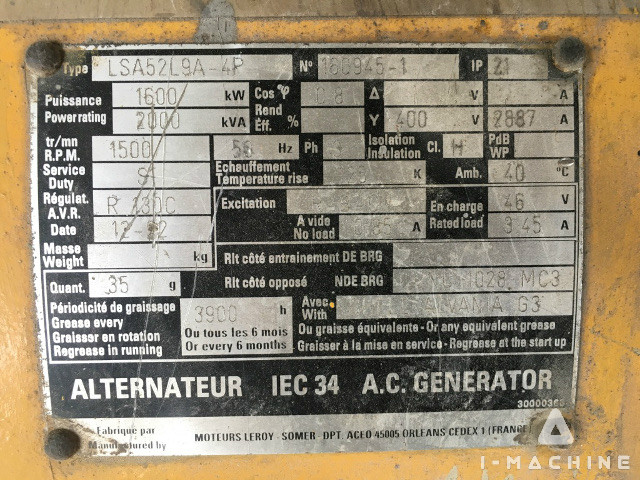 Type LSA52L9A-4P N° 160945-1 IP 21
Puissance 1600 kW Cos φ 0.8 Δ V A
Power rating 2000 kVA Rend Eff. % Y 400 V 2887 A
tr/mn R.P.M. 1500 Hz Ph Isolation Insulation Cl. H PdB WP
Service Duty Echauffement Temperature rise K Amb. 40 °C
Régulat. A.V.R. R 130C Excitation En charge 46 V
Date A vide No load A Rated load 3.45 A
Masse Weight kg Rlt côté entrainement DE BRG
Quant. 35 g Rlt côté opposé NDE BRG MC3
Périodicité de graissage
Grease every 3900 h Avec With G3
Graisser en rotation Ou tous les 6 mois Ou graisse équivalente - Or any equivalent grease
Regrease in running Or every 6 months Graisser à la mise en service - Regrease at the start up
ALTERNATEUR IEC 34 A.C. GENERATOR
Fabrique par
Manufactured by MOTEURS LEROY - SOMER - DPT. ACEO 45005 ORLEANS CEDEX 1 (FRANCE)
I-MACHINE